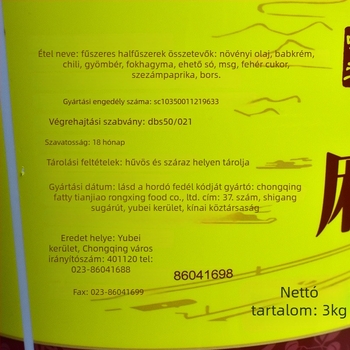 Étel neve: fűszeres halfűszerek összetevők: növényi olaj, babkrém,
chili, gyömbér, fokhagyma, ehető só, msg, fehér cukor,
szezámpaprika, bors.
Gyártási engedély száma: sc10350011219633
Végrehajtási szabvány: dbs50/021
Szavatosság: 18 hónap
Tárolási feltételek: hűvös és száraz helyen tárolja
Gyártási dátum: lásd a hordó fedél kódját gyártó: chongqing
fatty tianjiao rongxing food co., ltd. cím: 37. szám, shigang
sugárút, yubei kerület, kínai köztársaság
Eredet helye: Yubei
kerület, Chongqing város
irányítószám: 401120 tel:
023-86041688
86041698
Fax: 023-86041699
Nettó
tartalom: 3kg